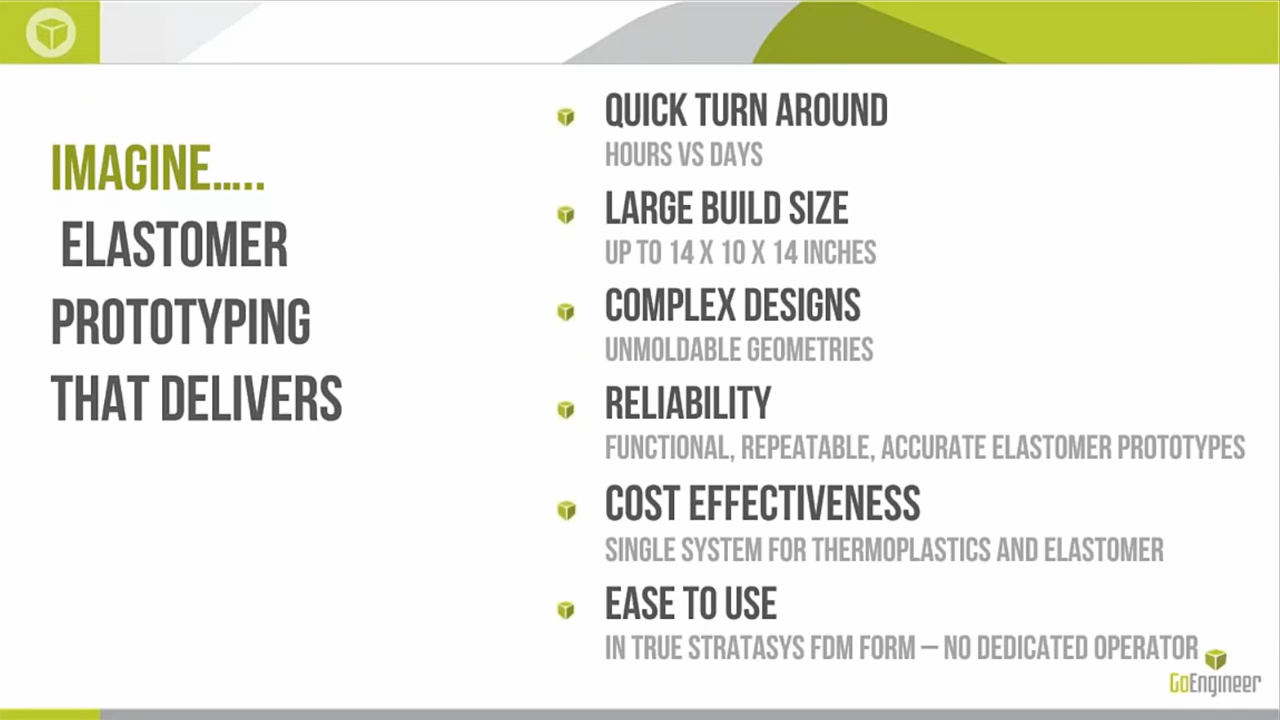 IMAGINE.....
ELASTOMER
PROTOTYPING
THAT DELIVERS
QUICK TURN AROUND
HOURS VS DAYS
LARGE BUILD SIZE
UP TO 14 X 10 X 14 INCHES
COMPLEX DESIGNS
UNMOLDABLE GEOMETRIES
RELIABILITY
FUNCTIONAL, REPEATABLE, ACCURATE ELASTOMER PROTOTYPES
COST EFFECTIVENESS
SINGLE SYSTEM FOR THERMOPLASTICS AND ELASTOMER
EASE TO USE
IN TRUE STRATASYS FDM FORM – NO DEDICATED OPERATOR
GoEngineer